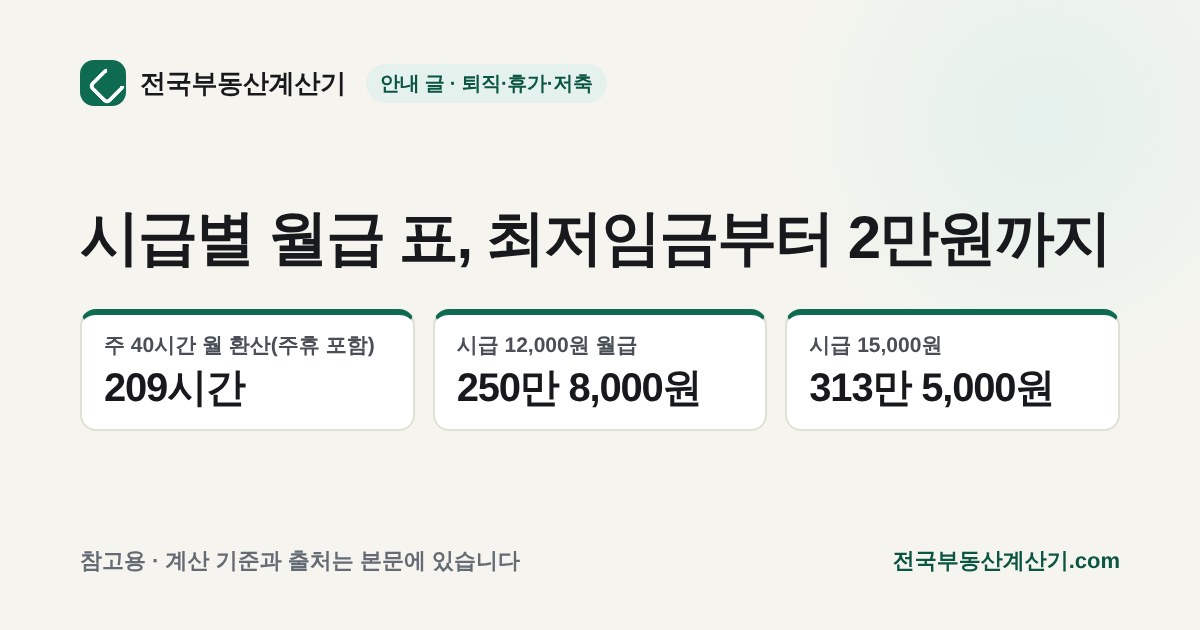 전국부동산계산기
안내 글 · 퇴직·휴가·저축
시급별 월급 표, 최저임금부터 2만원까지
주 40시간 월 환산(주휴 포함)
209시간
시급 12,000원 월급
250만 8,000원
시급 15,000원
313만 5,000원
참고용 · 계산 기준과 출처는 본문에 있습니다
전국부동산계산기.com